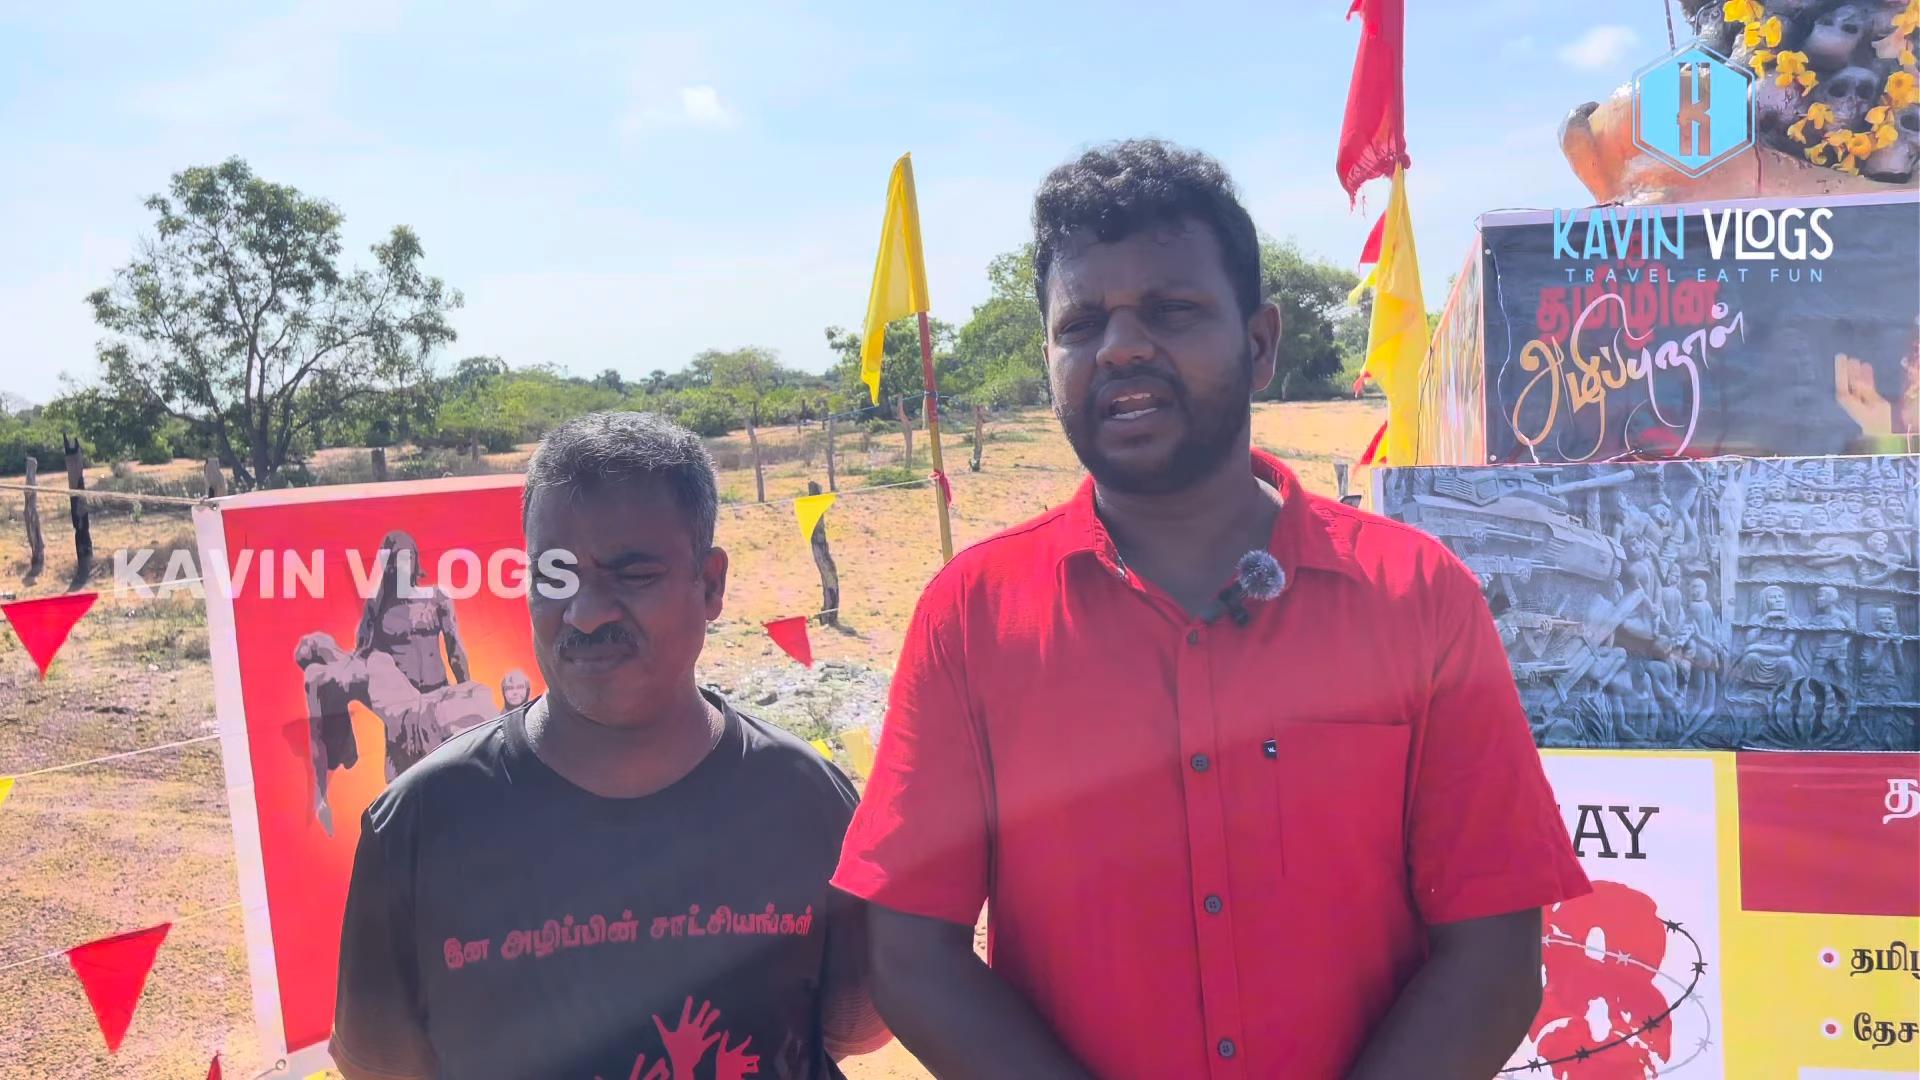 K
KAVIN VLOGS
TRAVEL EAT FUN
தமிழின
அழிப்புநாள்
KAVIN VLOGS
இன அழிப்பின் சாட்சியங்கள்
AY
த
தமிழ
தேச